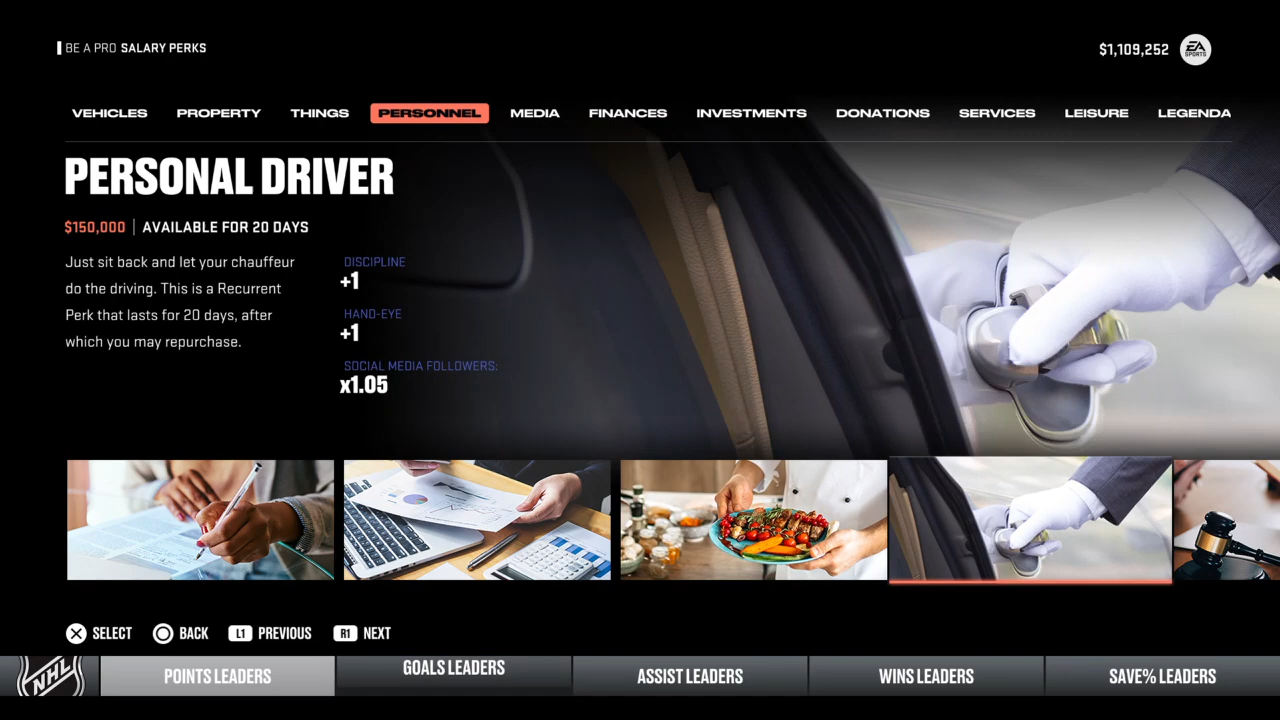 BE A PRO SALARY PERKS
$1,109,252
EA SPORTS
VEHICLES PROPERTY THINGS PERSONNEL MEDIA FINANCES INVESTMENTS DONATIONS SERVICES LEISURE LEGENDA
PERSONAL DRIVER
$150,000 | AVAILABLE FOR 20 DAYS
Just sit back and let your chauffeur
do the driving. This is a Recurrent
Perk that lasts for 20 days, after
which you may repurchase.
DISCIPLINE
+1
HAND-EYE
+1
SOCIAL MEDIA FOLLOWERS:
x1.05
SELECT BACK L1 PREVIOUS R1 NEXT
NHL POINTS LEADERS GOALS LEADERS ASSIST LEADERS WINS LEADERS SAVE% LEADERS